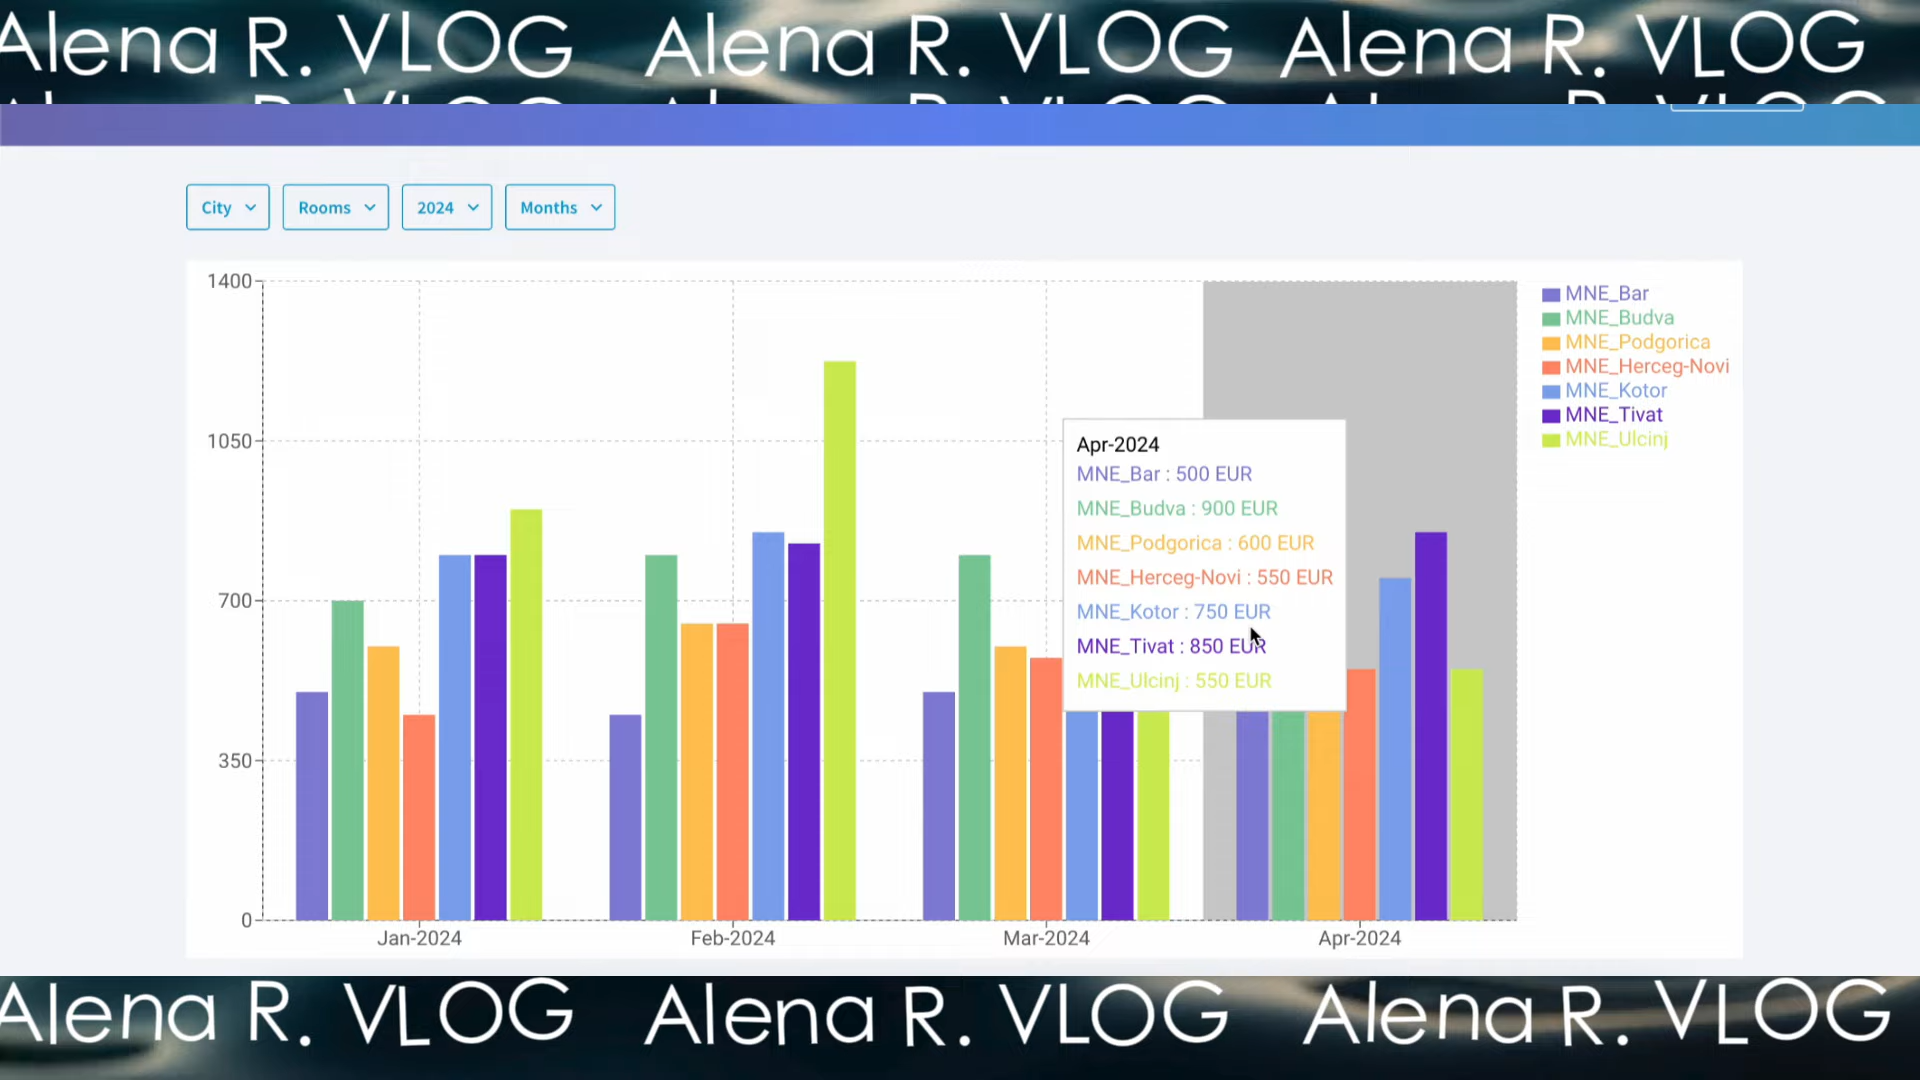 Alena R. VLOG Alena R. VLOG Alena R. VLOG
City Rooms 2024 Months
1400
1050
700
350
0
Jan-2024 Feb-2024 Mar-2024 Apr-2024
Apr-2024
MNE_Bar : 500 EUR
MNE_Budva : 900 EUR
MNE_Podgorica : 600 EUR
MNE_Herceg-Novi : 550 EUR
MNE_Kotor : 750 EUR
MNE_Tivat : 850 EUR
MNE_Ulcinj : 550 EUR
MNE_Bar
MNE_Budva
MNE_Podgorica
MNE_Herceg-Novi
MNE_Kotor
MNE_Tivat
MNE_Ulcinj
Alena R. VLOG Alena R. VLOG Alena R. VLOG